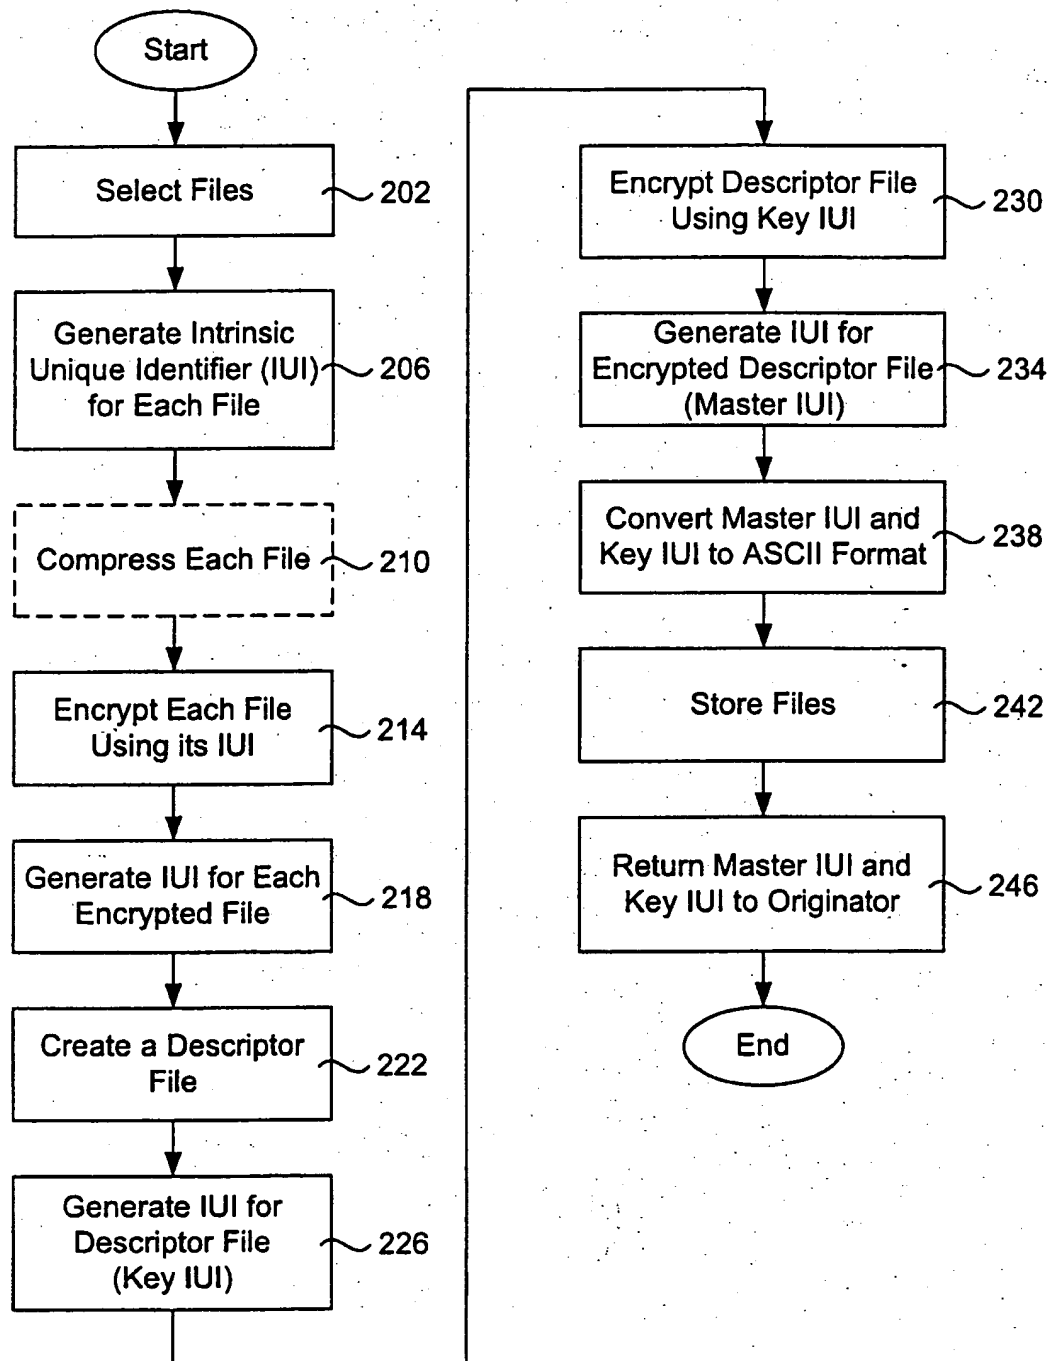 Start
Select Files
202
Generate Intrinsic
Unique Identifier (IUI)
for Each File
206
Compress Each File
210
Encrypt Each File
Using its IUI
214
Generate IUI for Each
Encrypted File
218
Create a Descriptor
File
222
Generate IUI for
Descriptor File
(Key IUI)
226
Encrypt Descriptor File
Using Key IUI
230
Generate IUI for
Encrypted Descriptor File
(Master IUI)
234
Convert Master IUI and
Key IUI to ASCII Format
238
Store Files
242
Return Master IUI and
Key IUI to Originator
246
End